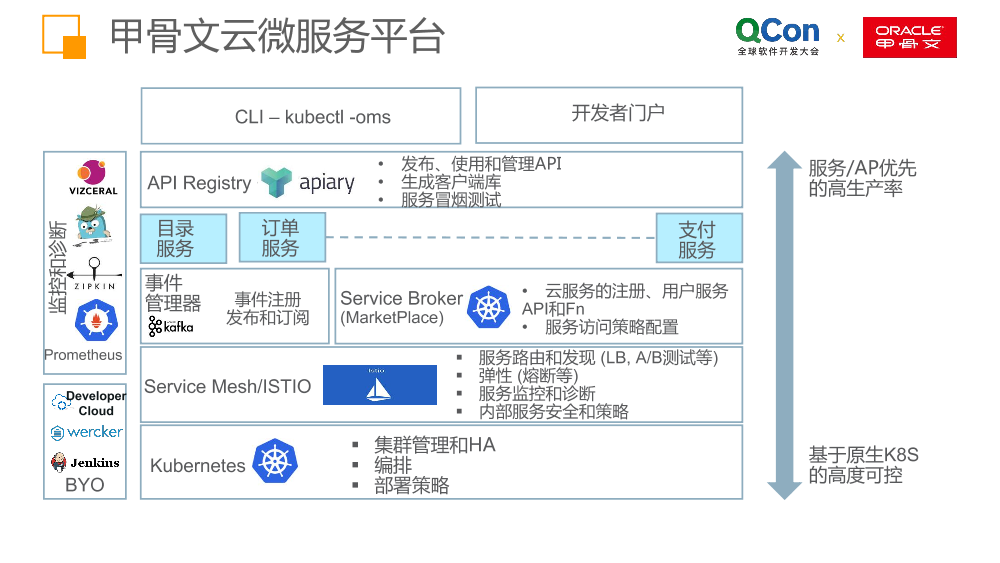 甲骨文云微服务平台
QCon
全球软件开发大会
x
ORACLE
甲骨文
CLI – kubectl -oms
开发者门户
VIZCERAL
监控和诊断
ZIPKIN
Prometheus
API Registry
apiary
• 发布、使用和管理API
• 生成客户端库
• 服务冒烟测试
目录
服务
订单
服务
支付
服务
事件
管理器
kafka
事件注册
发布和订阅
Service Broker
(MarketPlace)
• 云服务的注册、用户服务
API和Fn
• 服务访问策略配置
Service Mesh/ISTIO
Istio
▪ 服务路由和发现 (LB, A/B测试等)
▪ 弹性 (熔断等)
▪ 服务监控和诊断
▪ 内部服务安全和策略
Developer
Cloud
wercker
Jenkins
BYO
Kubernetes
▪ 集群管理和HA
▪ 编排
▪ 部署策略
服务/AP优先
的高生产率
基于原生K8S
的高度可控